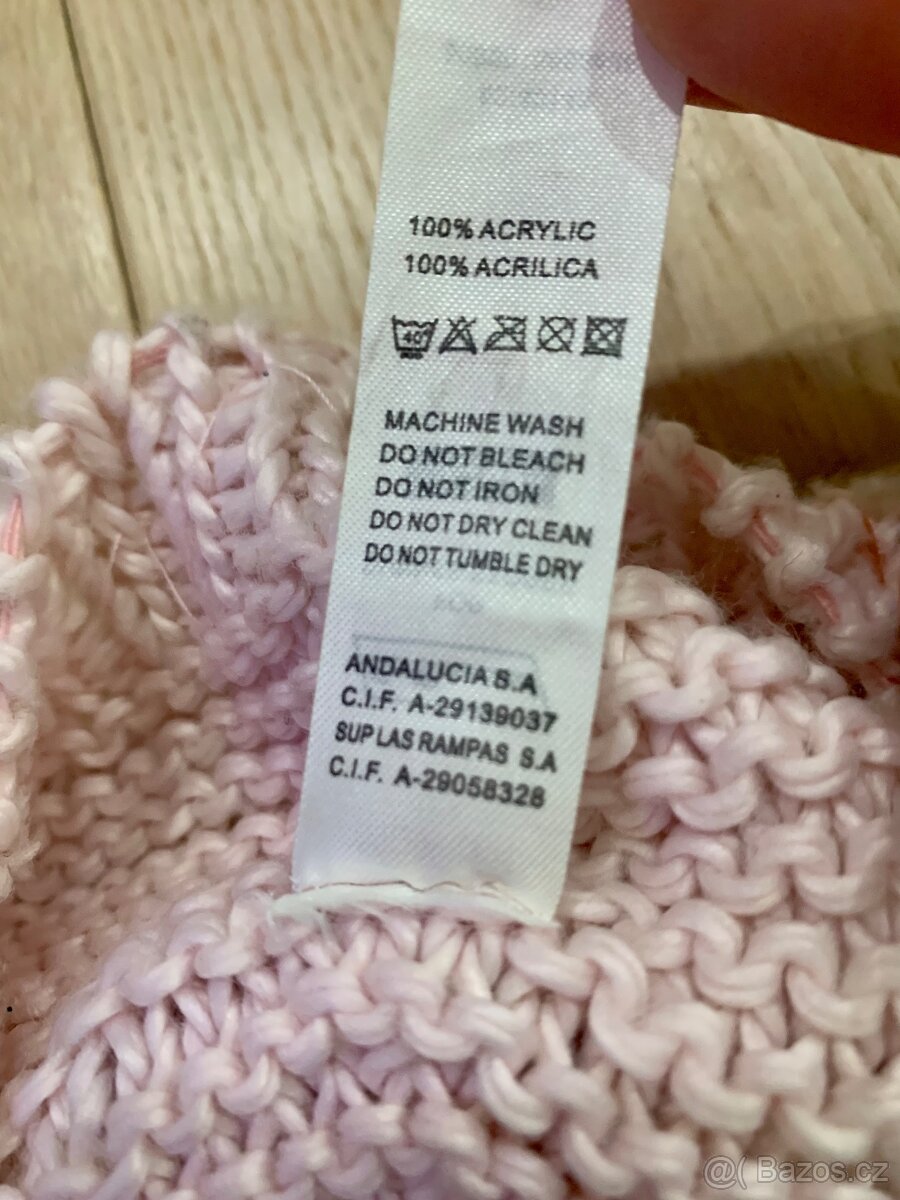 100% ACRYLIC
100% ACRILICA
40°
MACHINE WASH
DO NOT BLEACH
DO NOT IRON
DO NOT DRY CLEAN
DO NOT TUMBLE DRY
ANDALUCIA S.A
C.I.F. A-29139037
SUP LAS RAMPAS S.A
C.I.F. A-29058328
@( Bazos.cz